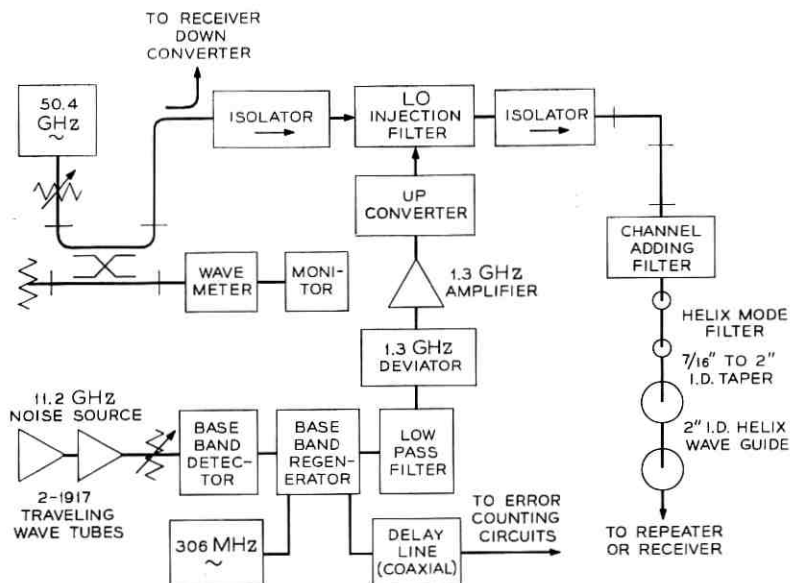 TO RECEIVER
DOWN
CONVERTER
50.4
GHz
~
ISOLATOR
LO
INJECTION
FILTER
ISOLATOR
UP
CONVERTER
CHANNEL
ADDING
FILTER
WAVE
METER
MONI-
TOR
1.3 GHz
AMPLIFIER
HELIX MODE
FILTER
1.3 GHz
DEVIATOR
7/16" TO 2"
I.D. TAPER
11.2 GHz
NOISE SOURCE
BASE
BAND
DETEC-
TOR
BASE
BAND
REGEN-
ERATOR
LOW
PASS
FILTER
2" I.D. HELIX
WAVE GUIDE
2-1917
TRAVELING
WAVE TUBES
306 MHz
~
DELAY
LINE
(COAXIAL)
TO ERROR
COUNTING
CIRCUITS
TO REPEATER
OR RECEIVER